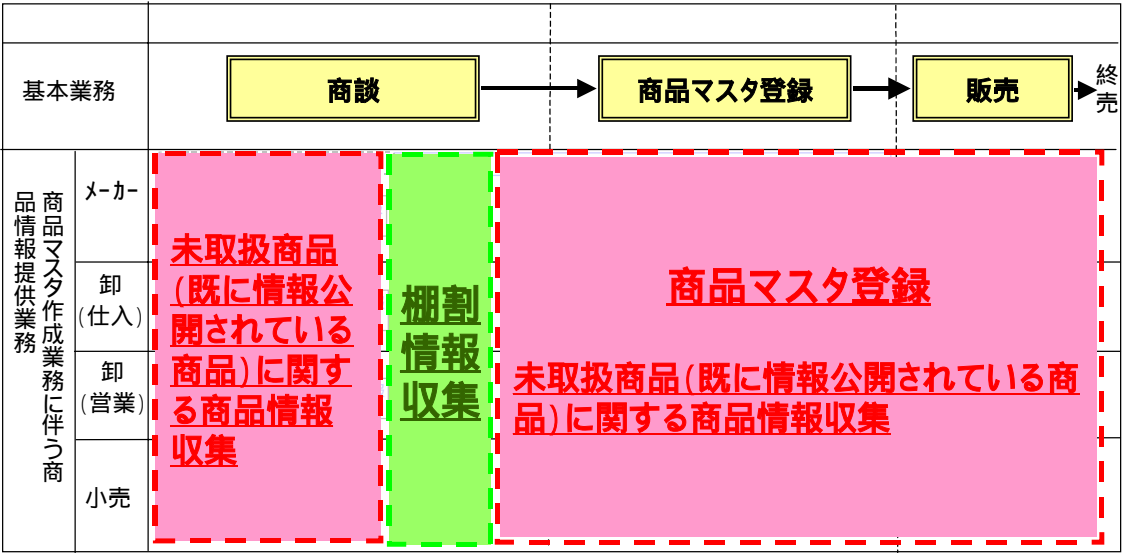 基本業務
商談
商品マスタ登録
販売
終売
商品マスタ作成業務に伴う商
品情報提供業務
ﾒｰｶｰ
卸
(仕入)
卸
(営業)
小売
未取扱商品
(既に情報公
開されている
商品)に関す
る商品情報
収集
棚割
情報
収集
商品マスタ登録
未取扱商品(既に情報公開されている商
品)に関する商品情報収集